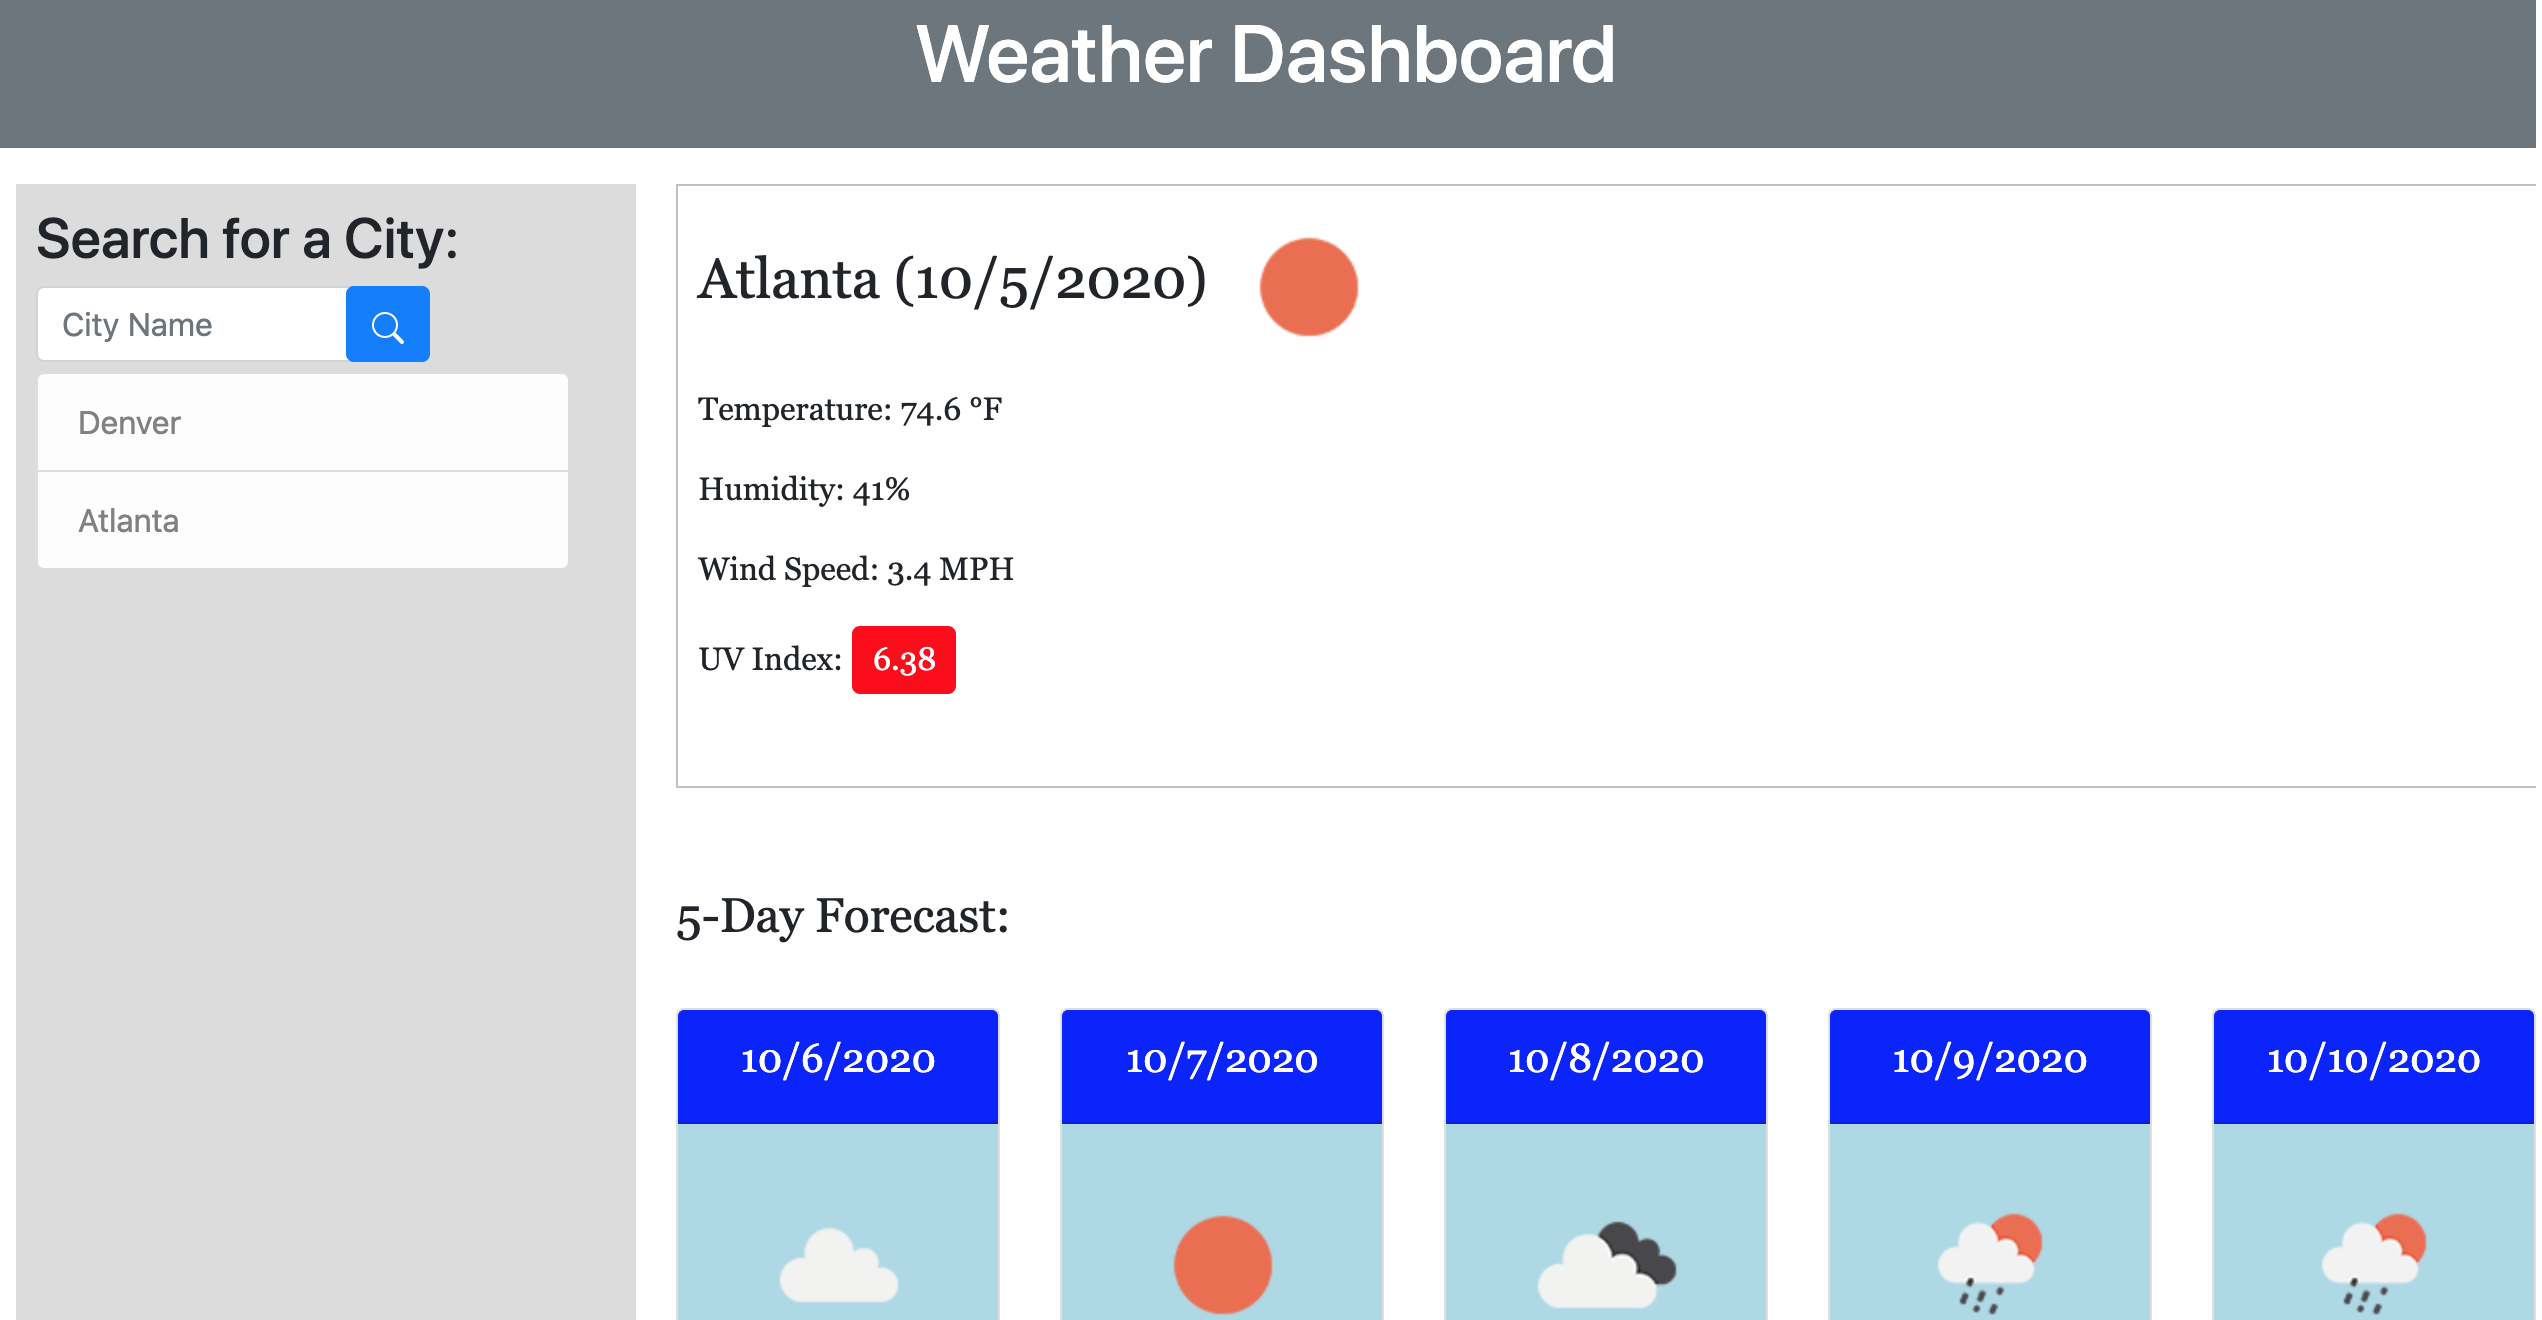 Weather Dashboard
Search for a City:
City Name
Denver
Atlanta
Atlanta (10/5/2020)
Temperature: 74.6 °F
Humidity: 41%
Wind Speed: 3.4 MPH
UV Index: 6.38
5-Day Forecast:
10/6/2020 10/7/2020 10/8/2020 10/9/2020 10/10/2020